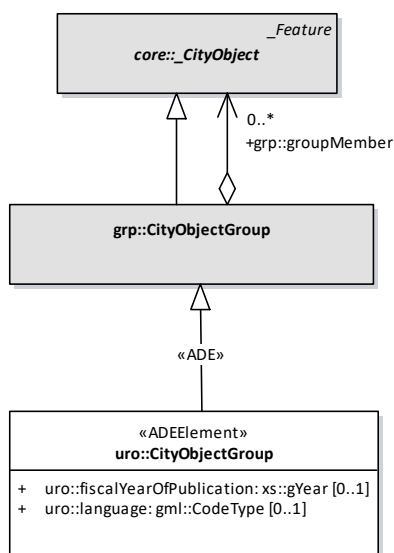 _Feature
core::_CityObject
0..*
+grp::groupMember
grp::CityObjectGroup
«ADE»
«ADEElement»
uro::CityObjectGroup
+ uro::fiscalYearOfPublication: xs::gYear [0..1]
+ uro::language: gml::CodeType [0..1]